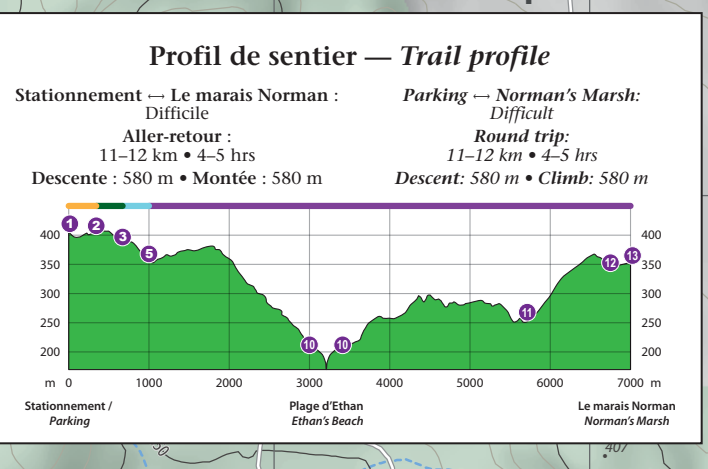 Profil de sentier — Trail profile
Stationnement ↔ Le marais Norman :
Difficile
Aller-retour :
11–12 km • 4–5 hrs
Descente : 580 m • Montée : 580 m
Parking ↔ Norman's Marsh:
Difficult
Round trip:
11–12 km • 4–5 hrs
Descent: 580 m • Climb: 580 m
1 2 3 5 10 10 11 12 13
400 400
350 350
300 300
250 250
200 200
m 0 1000 2000 3000 4000 5000 6000 7000 m
Stationnement /
Parking
Plage d'Ethan
Ethan's Beach
Le marais Norman
Norman's Marsh
407